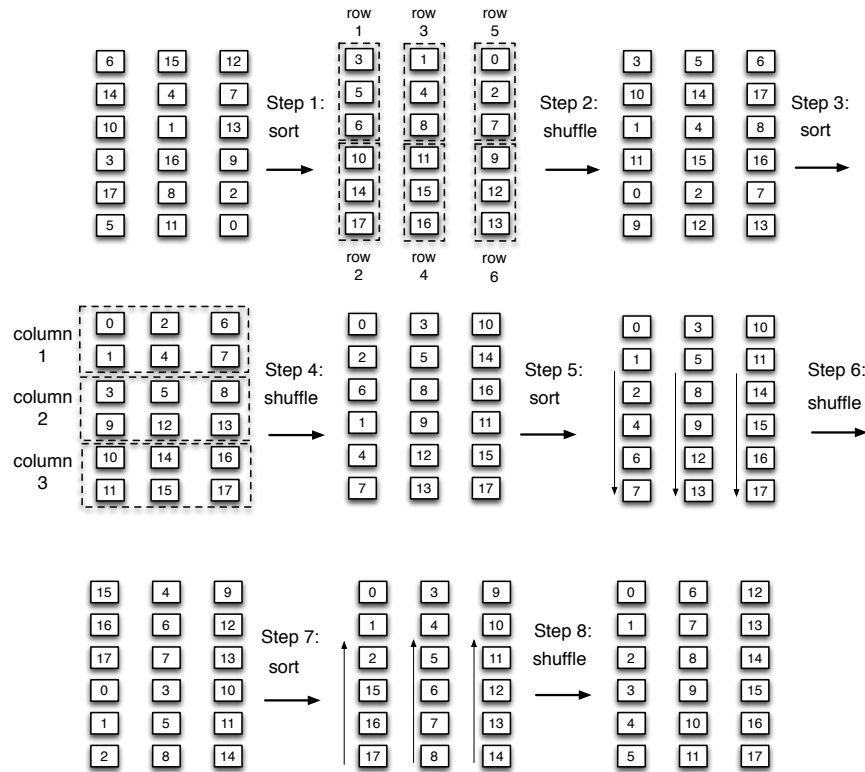 row 1 row 3 row 5
6 15 12
14 4 7
10 1 13
3 16 9
17 8 2
5 11 0
Step 1: sort
3 1 0
5 4 2
6 8 7
10 11 9
14 15 12
17 16 13
row 2 row 4 row 6
Step 2: shuffle
3 5 6
10 14 17
1 4 8
11 15 16
0 2 7
9 12 13
Step 3: sort
column 1
0 2 6
1 4 7
column 2
3 5 8
9 12 13
column 3
10 14 16
11 15 17
Step 4: shuffle
0 3 10
2 5 14
6 8 16
1 9 11
4 12 15
7 13 17
Step 5: sort
0 3 10
1 5 11
2 8 14
4 9 15
6 12 16
7 13 17
Step 6: shuffle
15 4 9
16 6 12
17 7 13
0 3 10
1 5 11
2 8 14
Step 7: sort
0 3 9
1 4 10
2 5 11
15 6 12
16 7 13
17 8 14
Step 8: shuffle
0 6 12
1 7 13
2 8 14
3 9 15
4 10 16
5 11 17